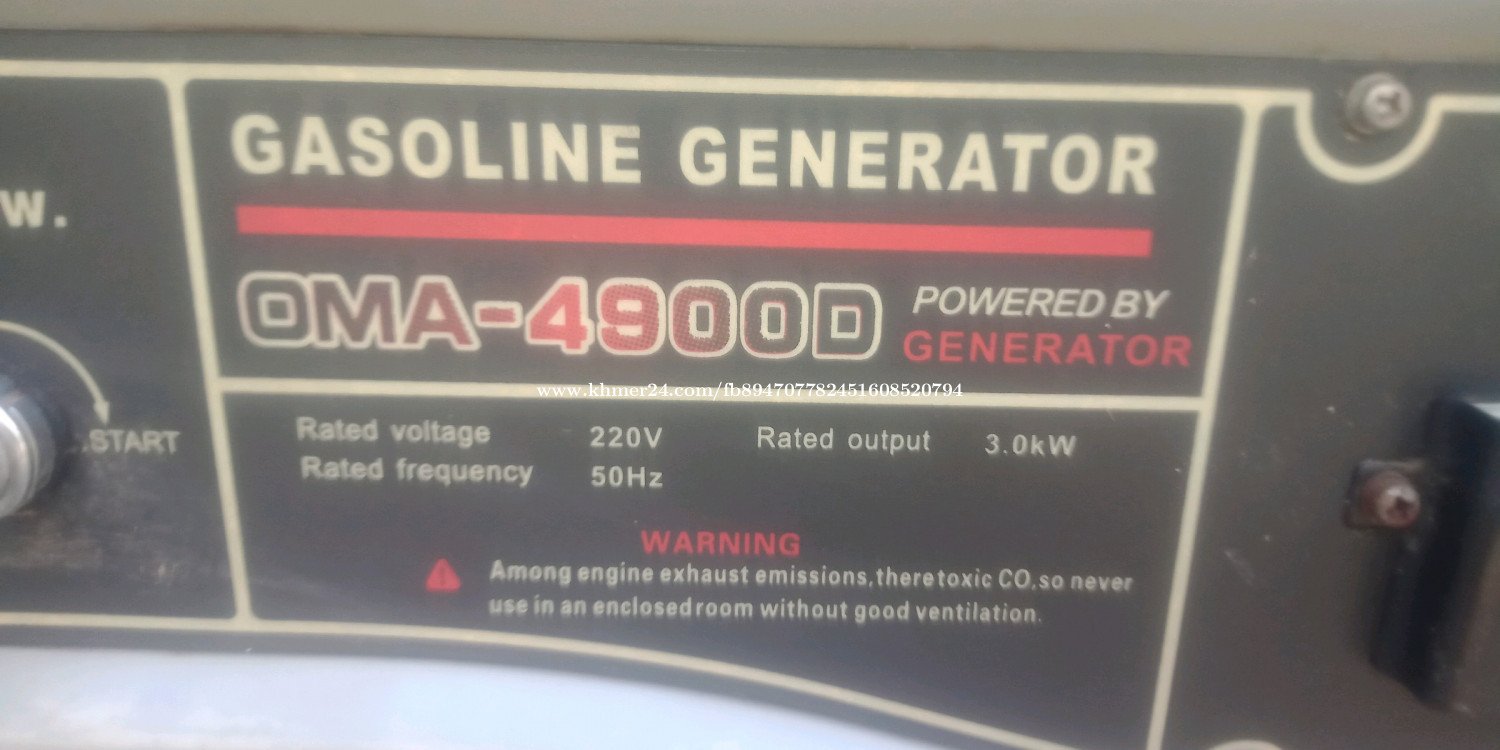 W.
START
GASOLINE GENERATOR
OMA-4900D
POWERED BY
GENERATOR
www.khmer24.com/fb894707782451608520794
Rated voltage 220V Rated output 3.0kW
Rated frequency 50Hz
WARNING
Among engine exhaust emissions,theretoxic CO,so never
use in an enclosedroom without good ventilation.